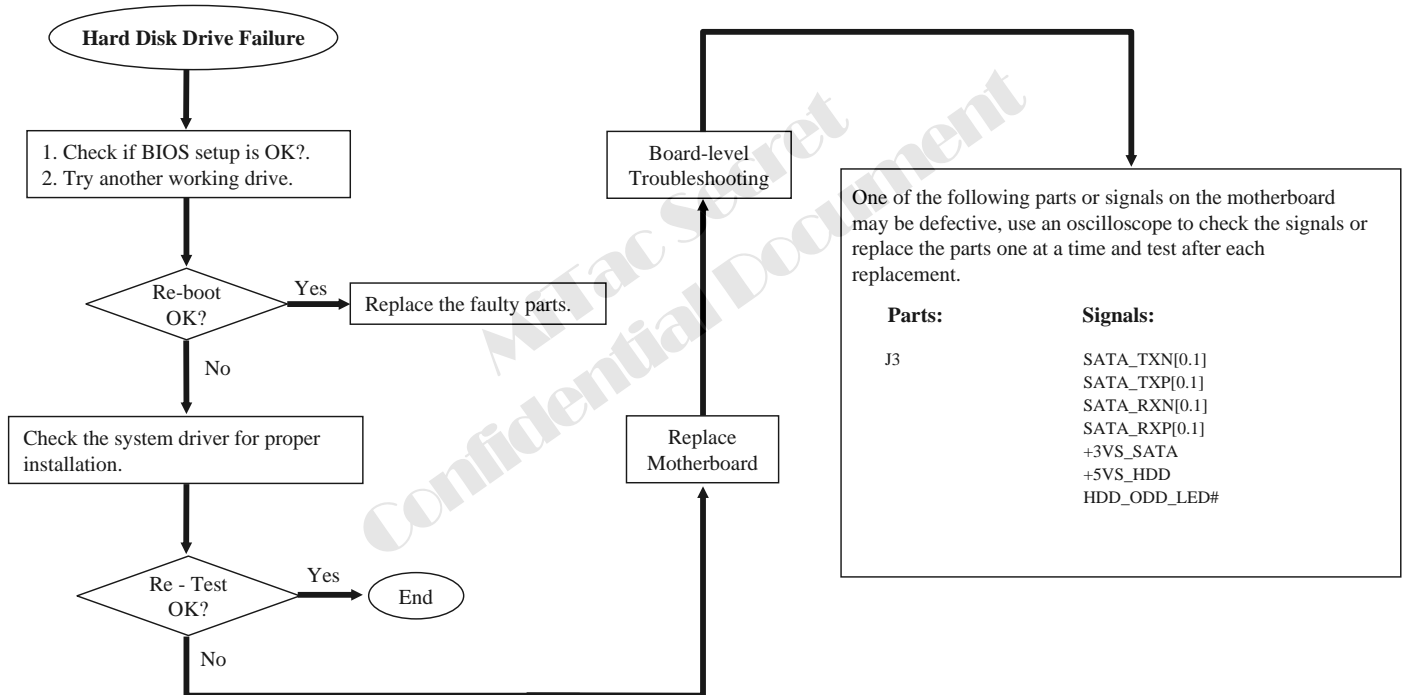 Hard Disk Drive Failure
1. Check if BIOS setup is OK?.
2. Try another working drive.
Re-boot
OK?
Yes
Replace the faulty parts.
No
Check the system driver for proper
installation.
Re - Test
OK?
Yes
End
No
Replace
Motherboard
Board-level
Troubleshooting
One of the following parts or signals on the motherboard
may be defective, use an oscilloscope to check the signals or
replace the parts one at a time and test after each
replacement.
Parts:
Signals:
J3
SATA_TXN[0.1]
SATA_TXP[0.1]
SATA_RXN[0.1]
SATA_RXP[0.1]
+3VS_SATA
+5VS_HDD
HDD_ODD_LED#
MiTac Secret
Confidential Document